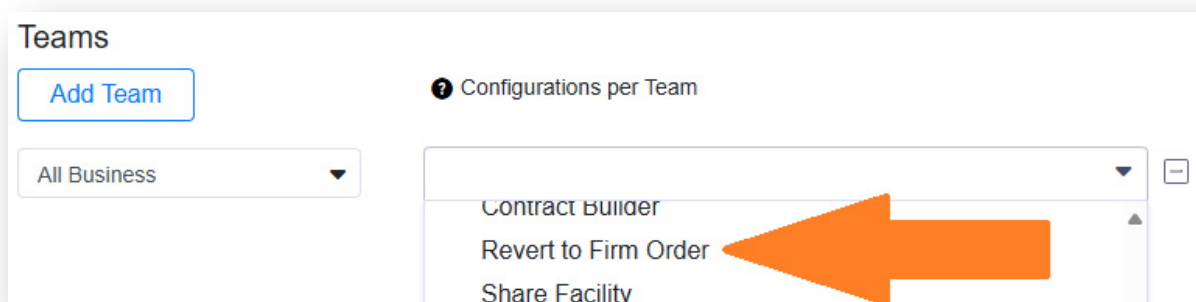 Teams
Add Team
Configurations per Team
All Business
Contract Builder
Revert to Firm Order
Share Facility